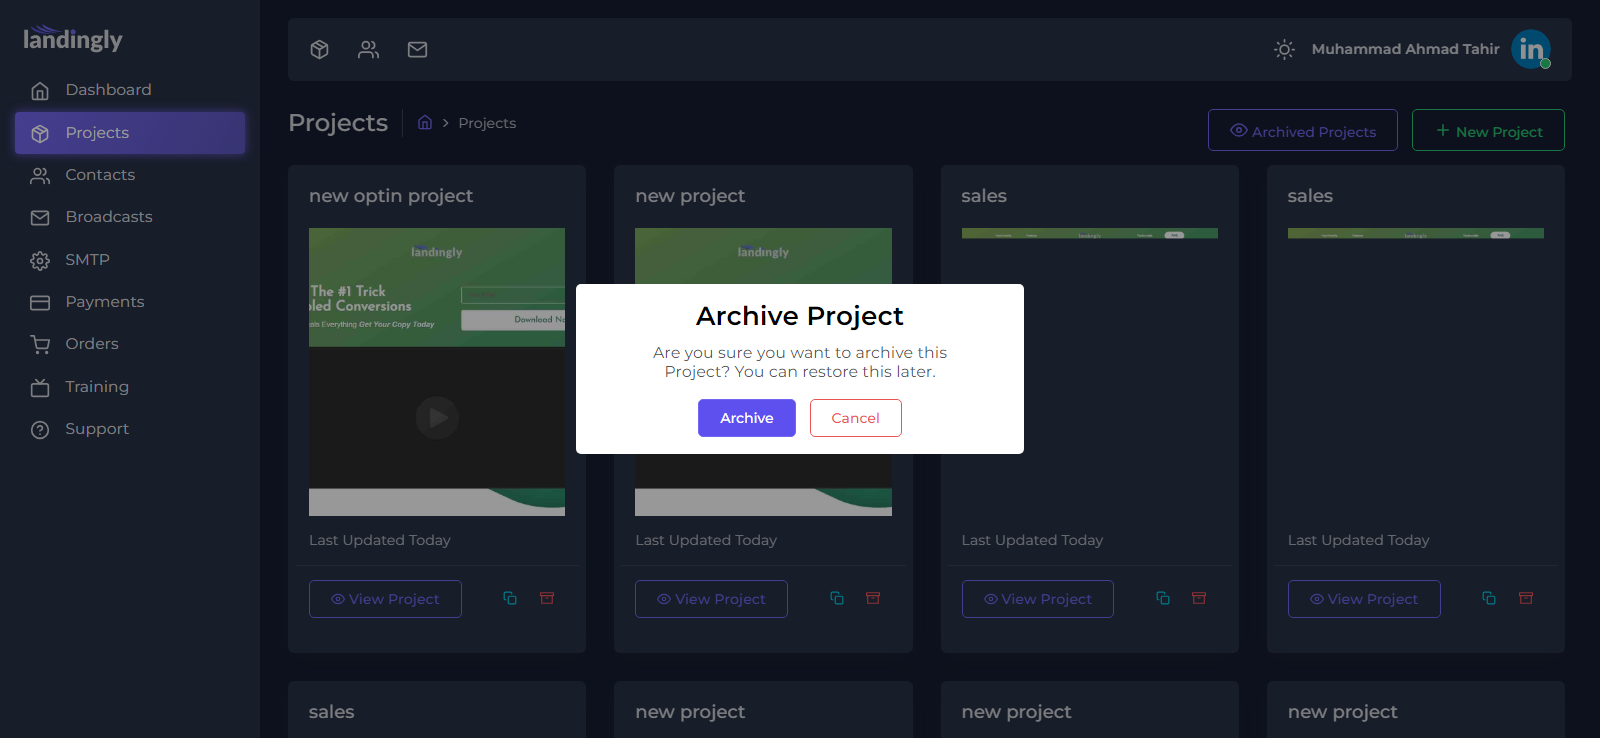 landingly
Dashboard
Projects
Contacts
Broadcasts
SMTP
Payments
Orders
Training
Support
Muhammad Ahmad Tahir
in
Projects
Projects
Archived Projects
New Project
new optin project
landingly
The #1 Trick
led Conversions
Everything Get Your Copy Today
Download No
Last Updated Today
View Project
new project
landingly
Last Updated Today
View Project
sales
landingly
Last Updated Today
View Project
sales
landingly
Last Updated Today
View Project
Archive Project
Are you sure you want to archive this
Project? You can restore this later.
Archive
Cancel
sales
new project
new project
new project